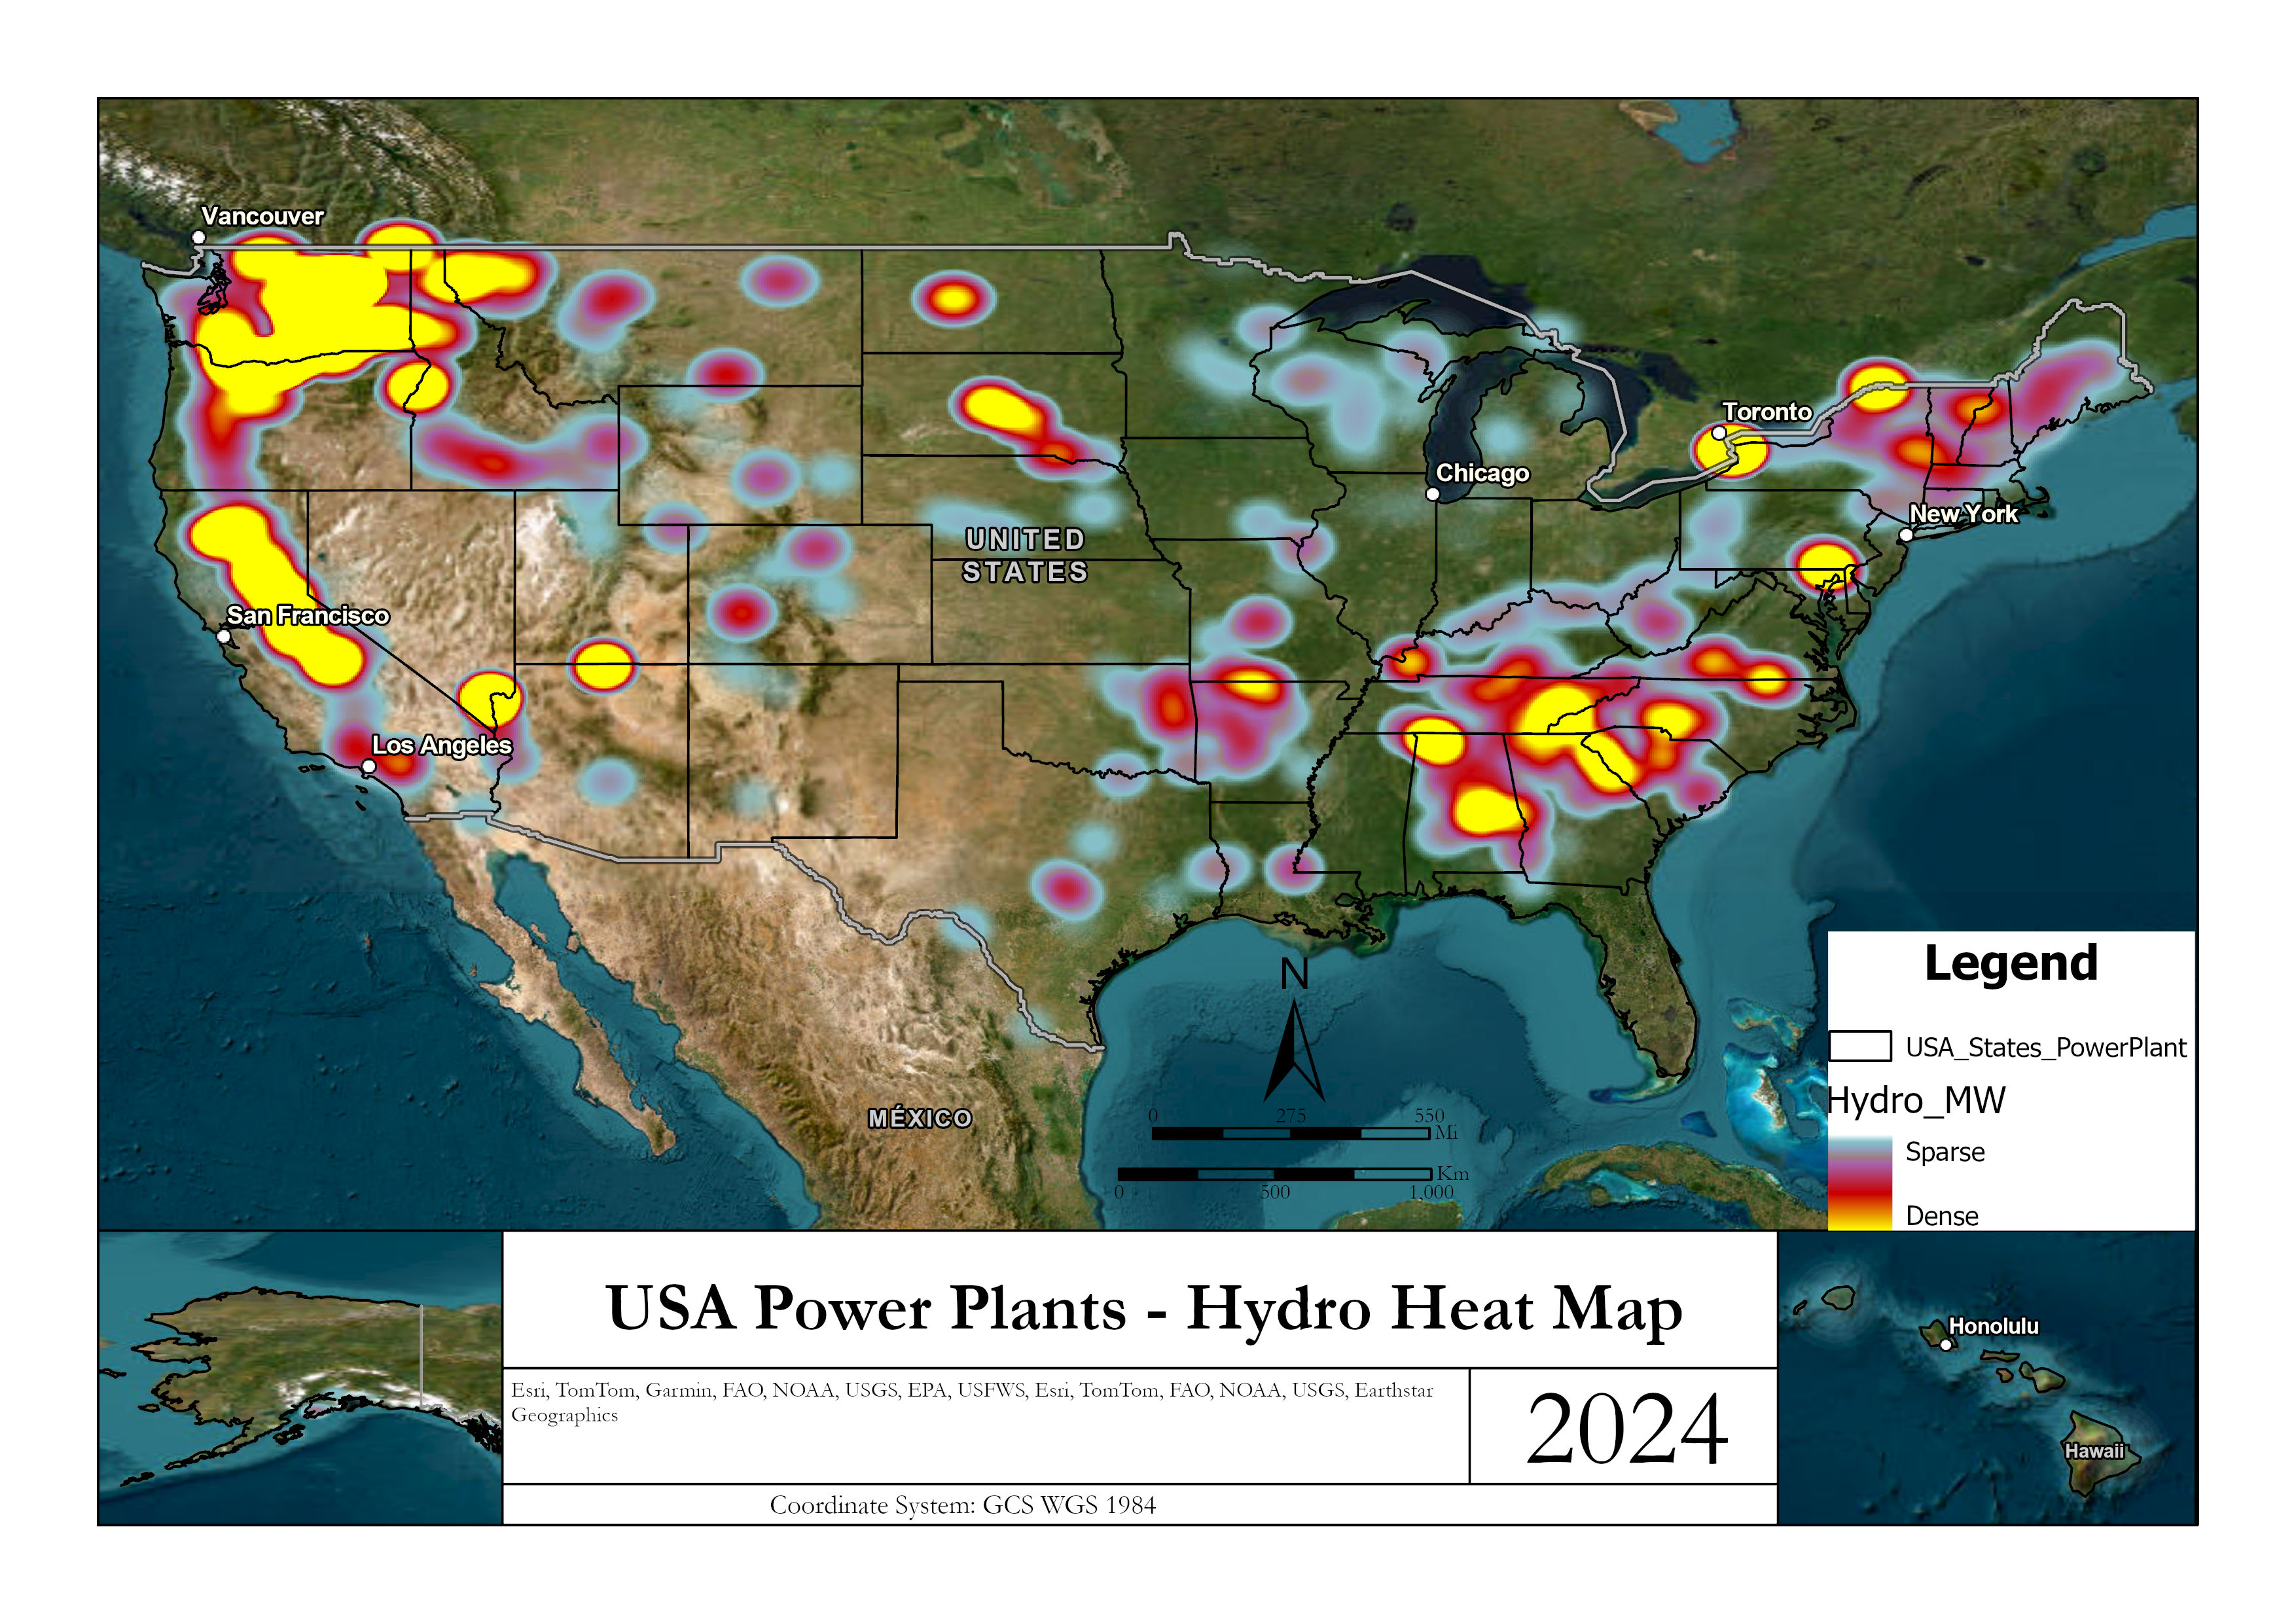 Vancouver
Toronto
Chicago
New York
UNITED
STATES
San Francisco
Los Angeles
MÉXICO
N
0 275 550
Mi
Km
0 500 1,000
Legend
USA_States_PowerPlant
Hydro_MW
Sparse
Dense
USA Power Plants - Hydro Heat Map
Esri, TomTom, Garmin, FAO, NOAA, USGS, EPA, USFWS, Esri, TomTom, FAO, NOAA, USGS, Earthstar
Geographics
2024
Coordinate System: GCS WGS 1984
Honolulu
Hawaii